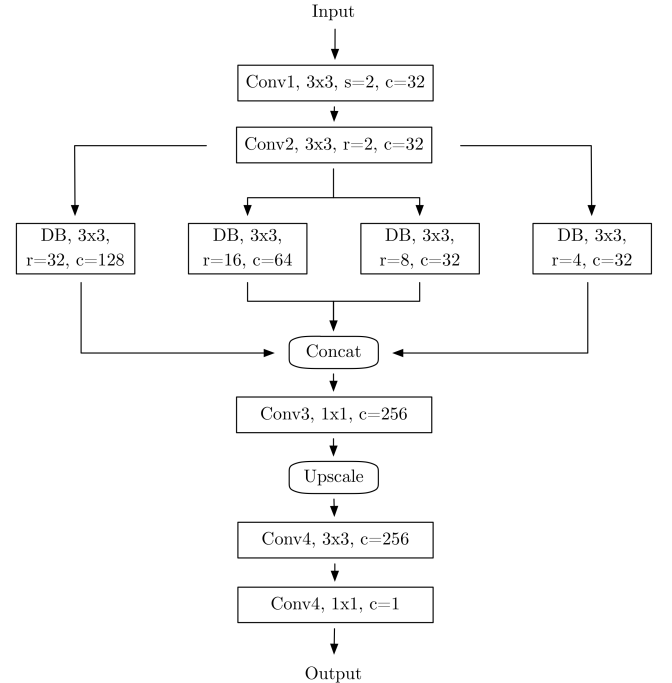 Input
Conv1, 3x3, s=2, c=32
Conv2, 3x3, r=2, c=32
DB, 3x3,
r=32, c=128
DB, 3x3,
r=16, c=64
DB, 3x3,
r=8, c=32
DB, 3x3,
r=4, c=32
Concat
Conv3, 1x1, c=256
Upscale
Conv4, 3x3, c=256
Conv4, 1x1, c=1
Output